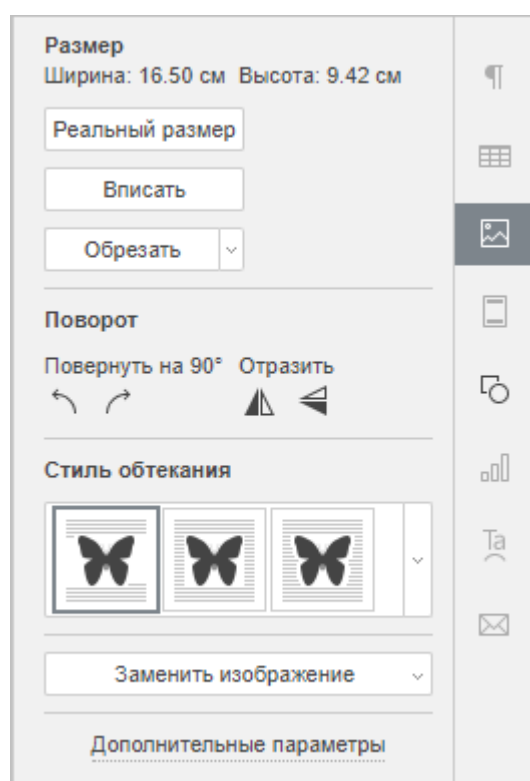 Размер
Ширина: 16.50 см Высота: 9.42 см
Реальный размер
Вписать
Обрезать
Поворот
Повернуть на 90° Отразить
Стиль обтекания
Заменить изображение
Дополнительные параметры
Ta